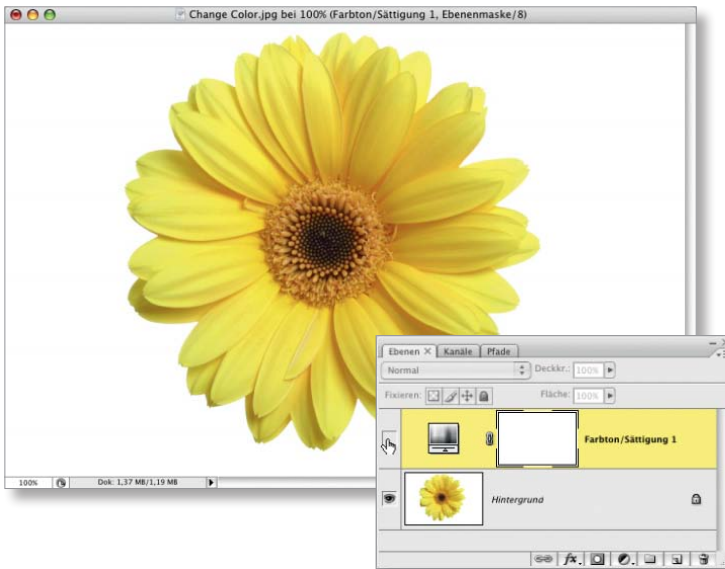 Change Color.jpg bei 100% (Farbton/Sättigung 1, Ebenenmaske/8)
Ebenen × Kanäle Pfade
Normal Deckkr.: 100%
Fixieren: Fläche: 100%
Farbton/Sättigung 1
100% Dok: 1,37 MB/1,19 MB
Hintergrund
fx.